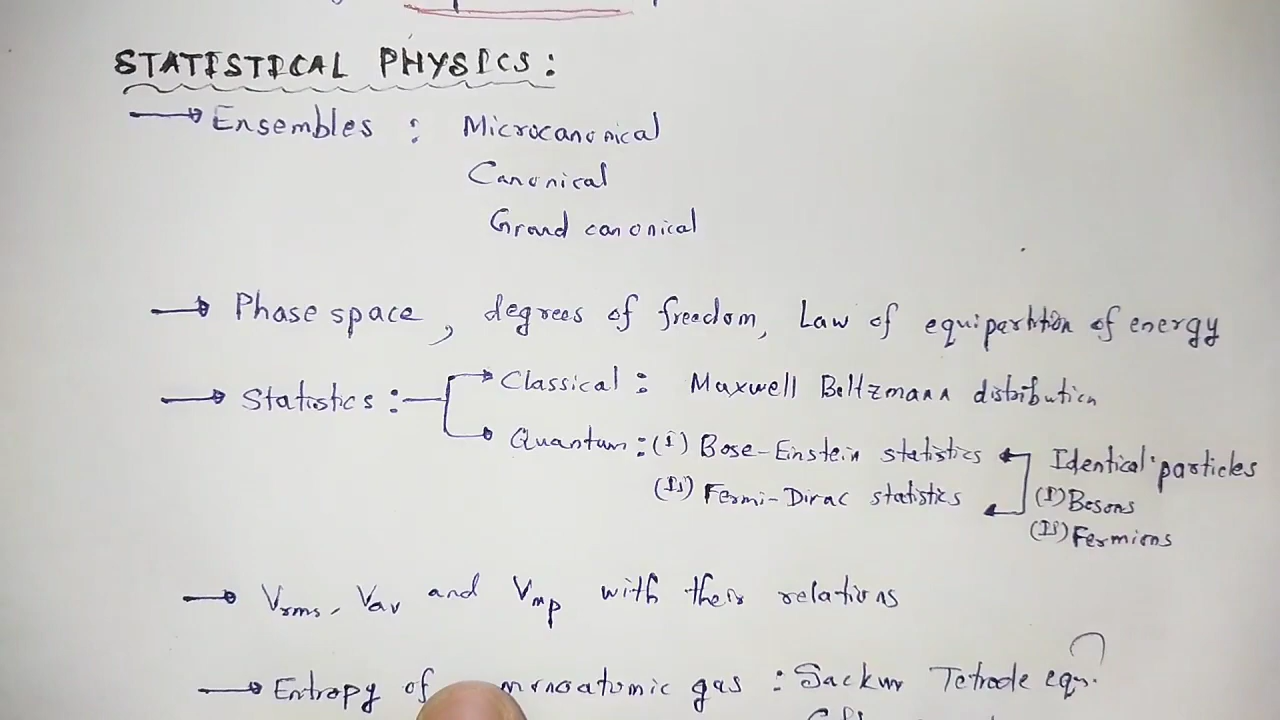 STATISTICAL PHYSICS:
→ Ensembles : Microcanonical
Canonical
Grand canonical
→ Phase space, degrees of freedom, Law of equipartition of energy
→ Statistics : → Classical : Maxwell Boltzmann distribution
→ Quantum : (I) Bose-Einstein statistics ← Identical particles
(II) Fermi-Dirac statistics ← (I) Bosons
(II) Fermions
→ Vrms, Vav and Vmp with their relations
→ Entropy of monoatomic gas : Sackur Tetrode eqn.